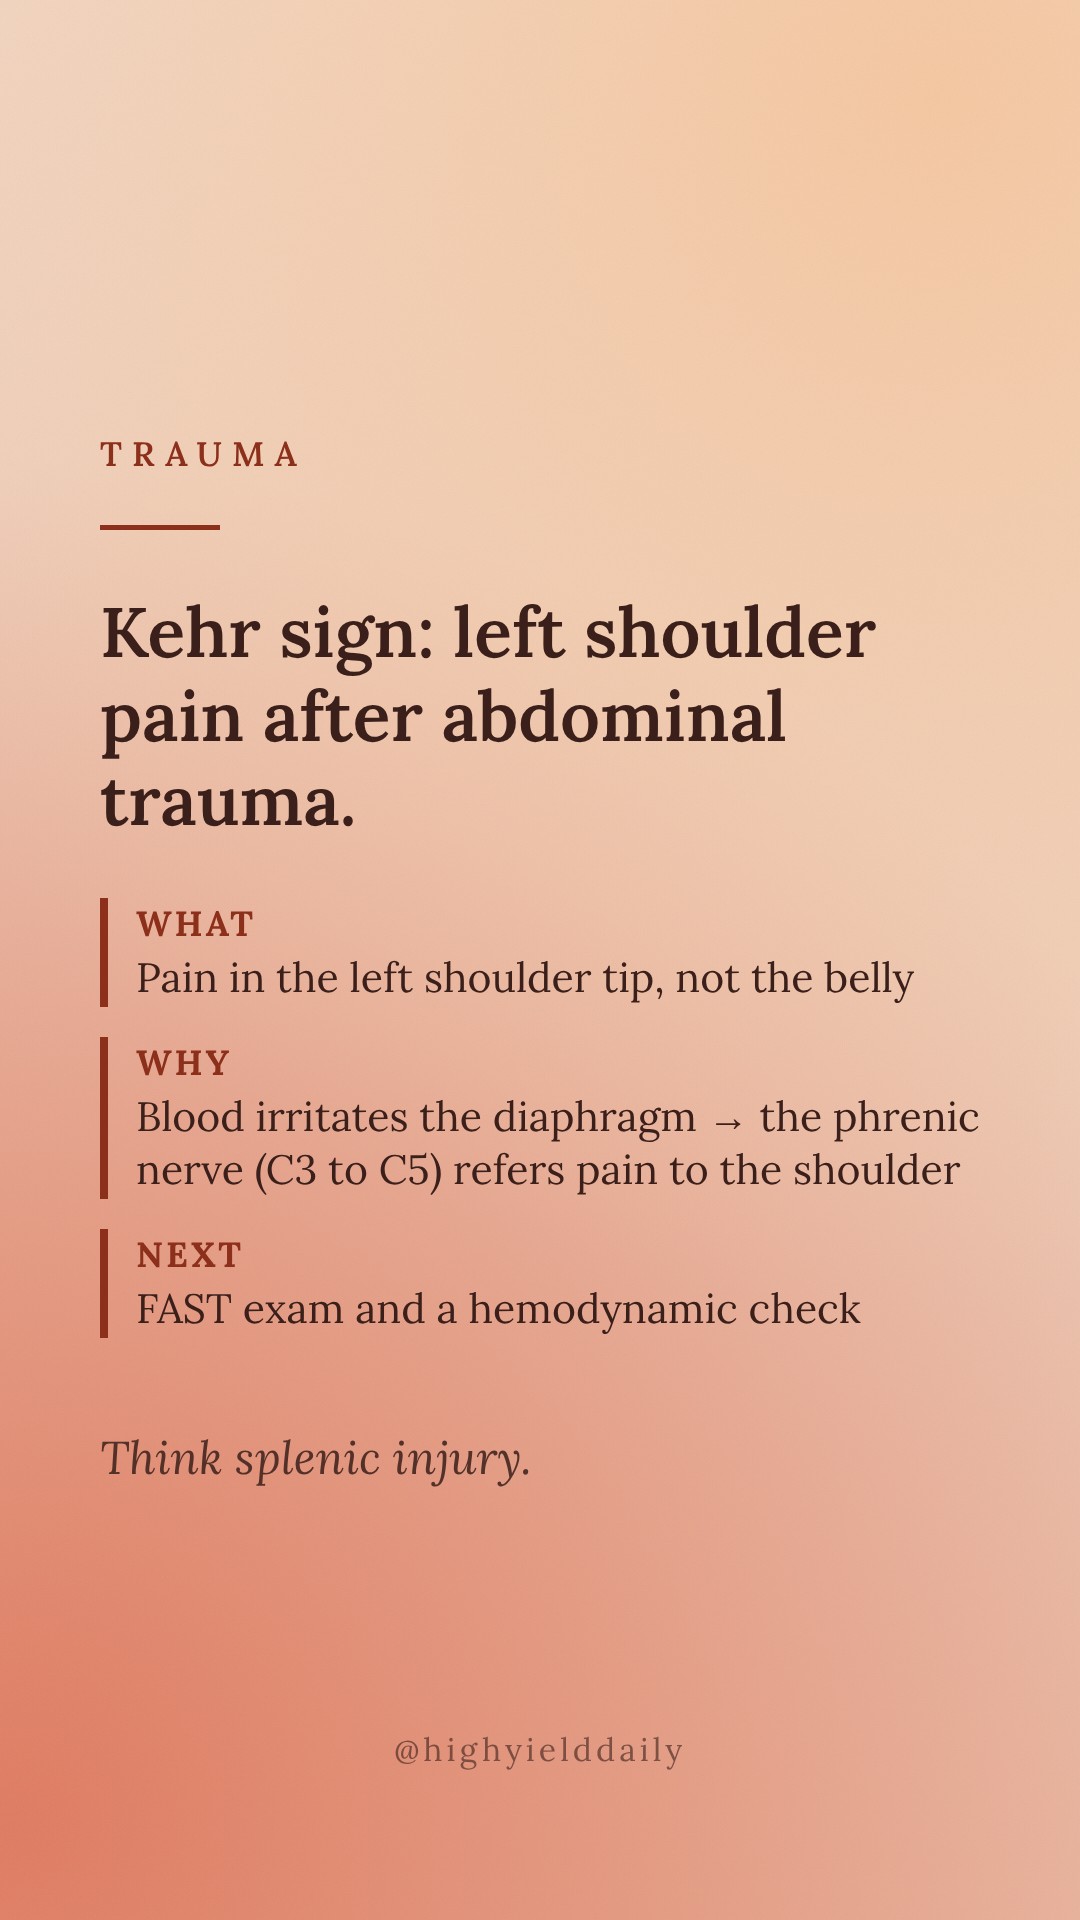 TRAUMA
Kehr sign: left shoulder
pain after abdominal
trauma.
WHAT
Pain in the left shoulder tip, not the belly
WHY
Blood irritates the diaphragm → the phrenic
nerve (C3 to C5) refers pain to the shoulder
NEXT
FAST exam and a hemodynamic check
Think splenic injury.
@highyielddaily